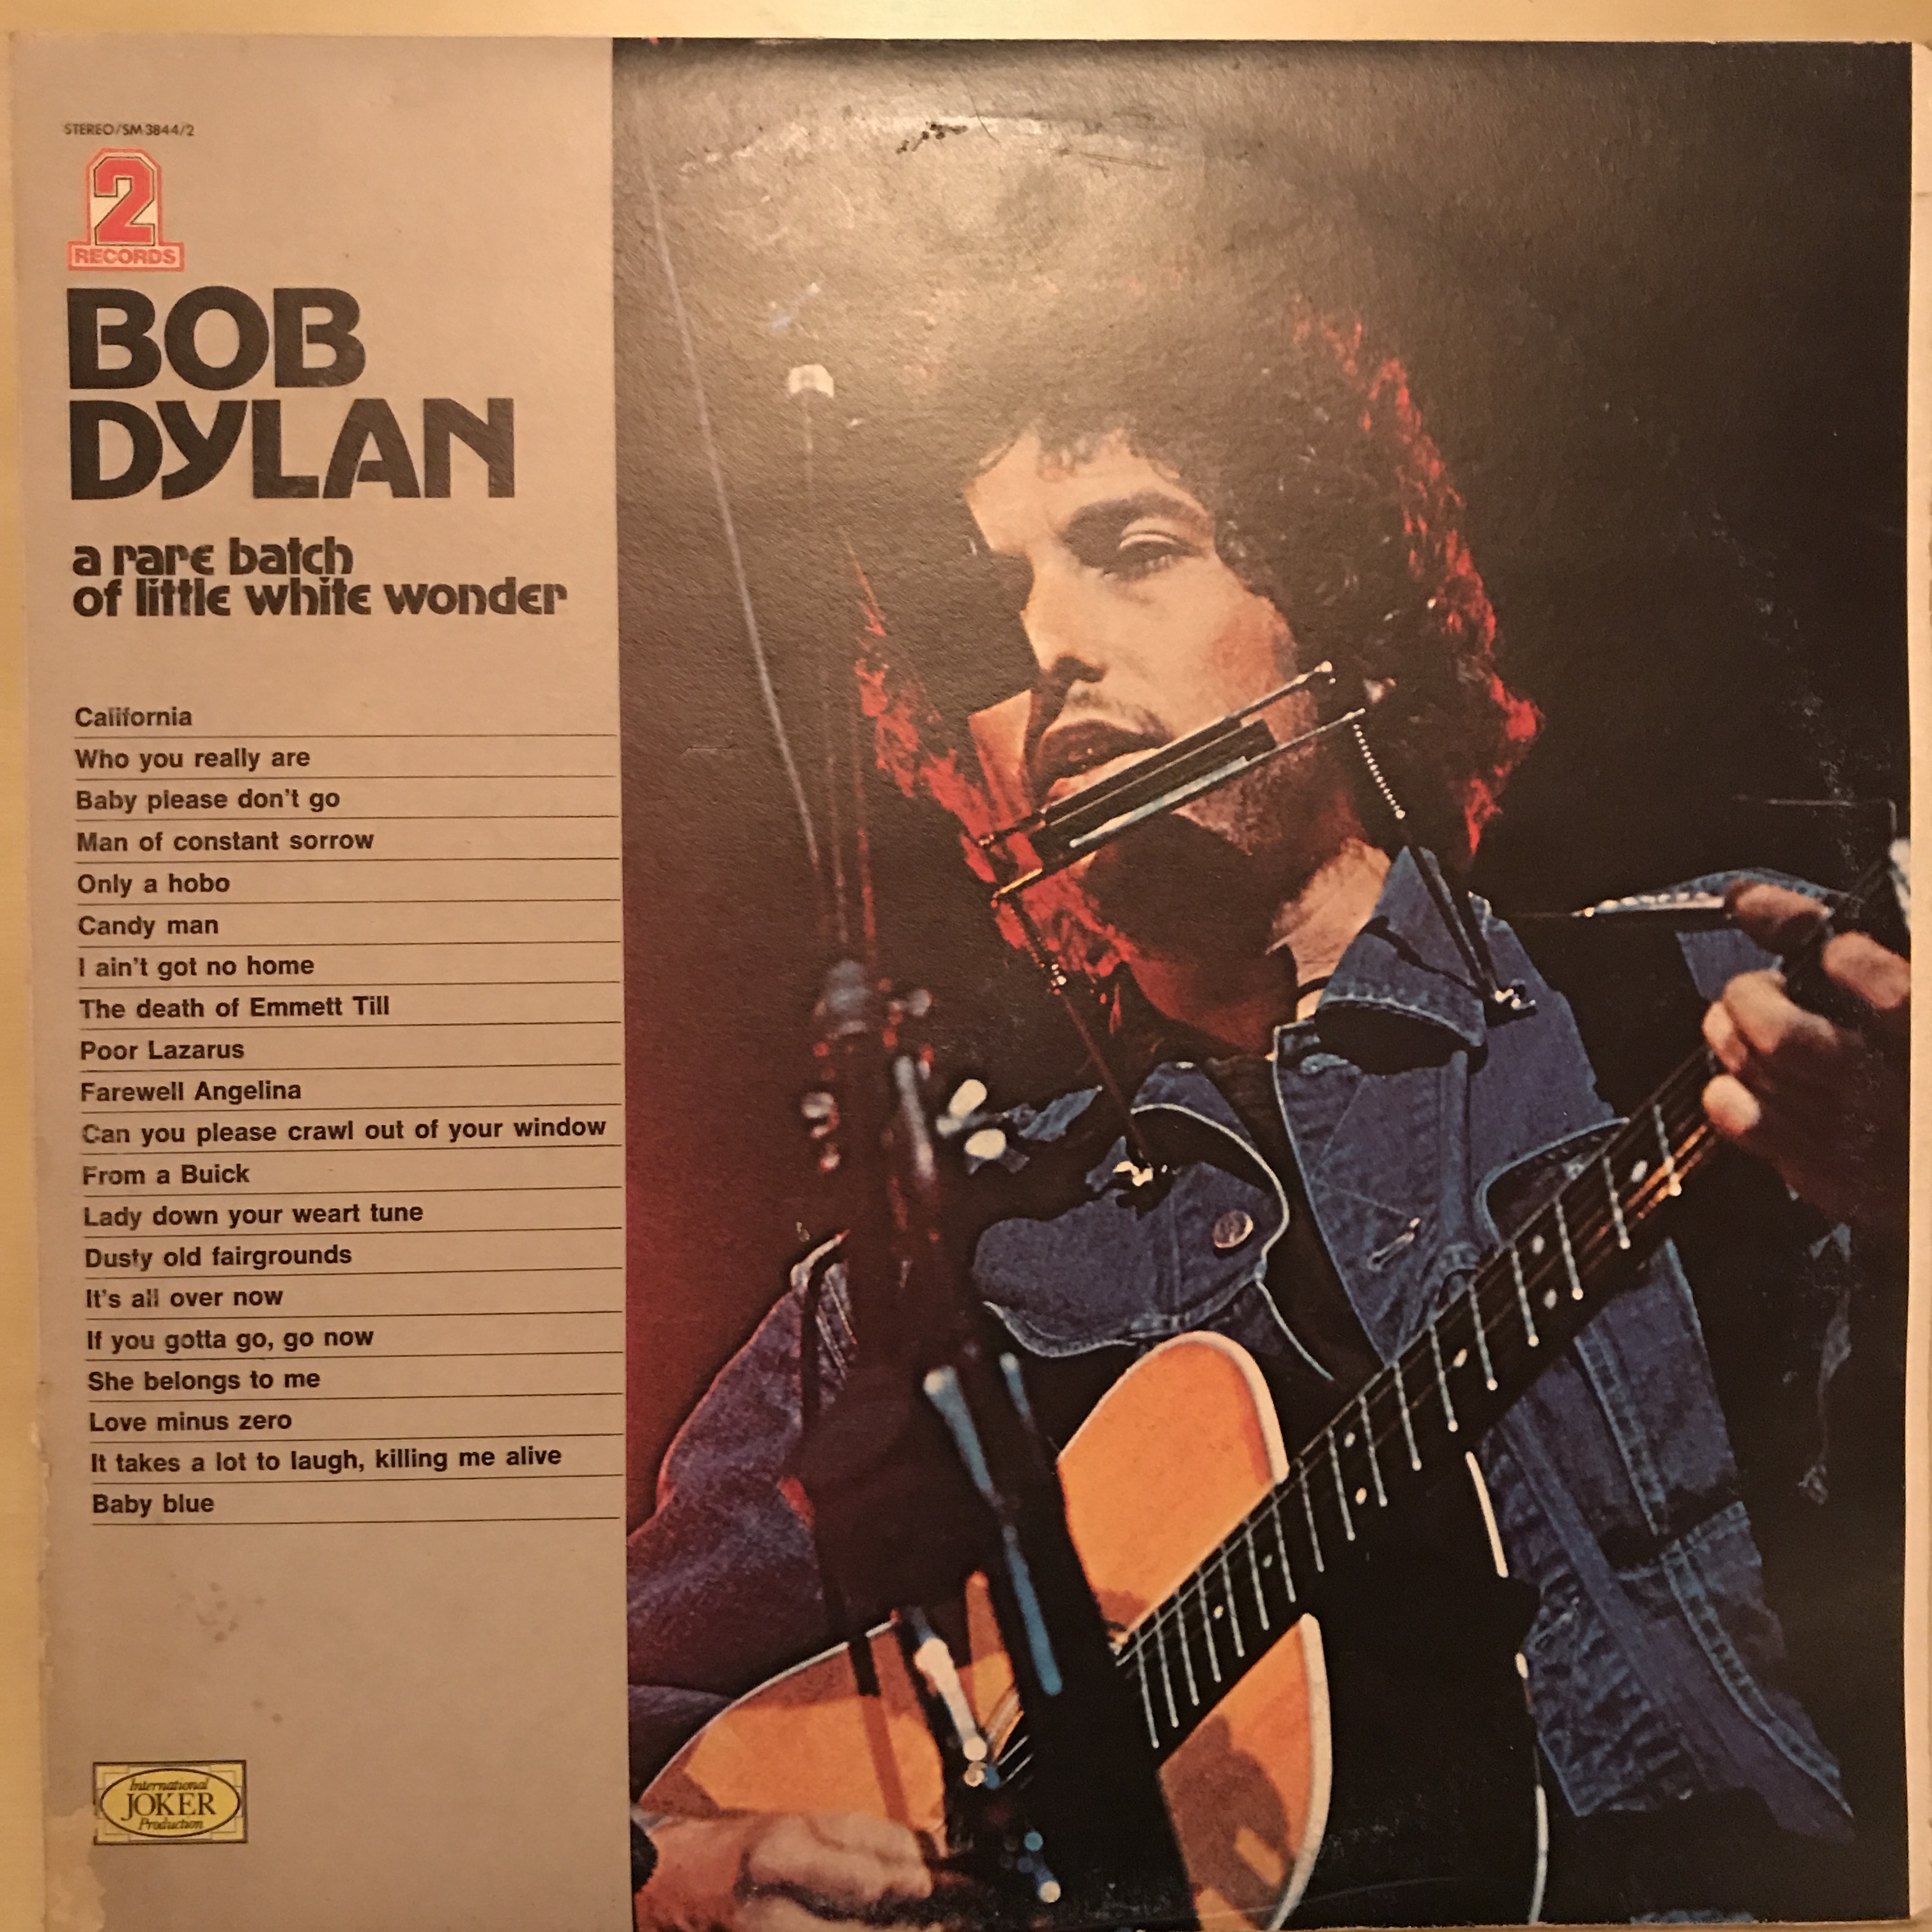 STEREO/SM 3844/2
2
RECORDS
BOB
DYLAN
a rare batch
of little white wonder
California
Who you really are
Baby please don't go
Man of constant sorrow
Only a hobo
Candy man
I ain't got no home
The death of Emmett Till
Poor Lazarus
Farewell Angelina
Can you please crawl out of your window
From a Buick
Lady down your weart tune
Dusty old fairgrounds
It's all over now
If you gotta go, go now
She belongs to me
Love minus zero
It takes a lot to laugh, killing me alive
Baby blue
International
JOKER
Production